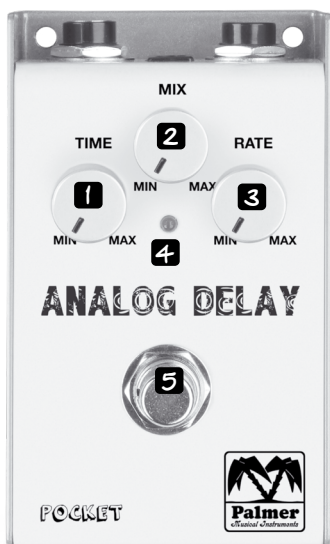 MIX
2
TIME
RATE
1
3
MIN MAX
MIN MAX
MIN MAX
4
ANALOG DELAY
5
POCKET
Palmer
Musical Instruments